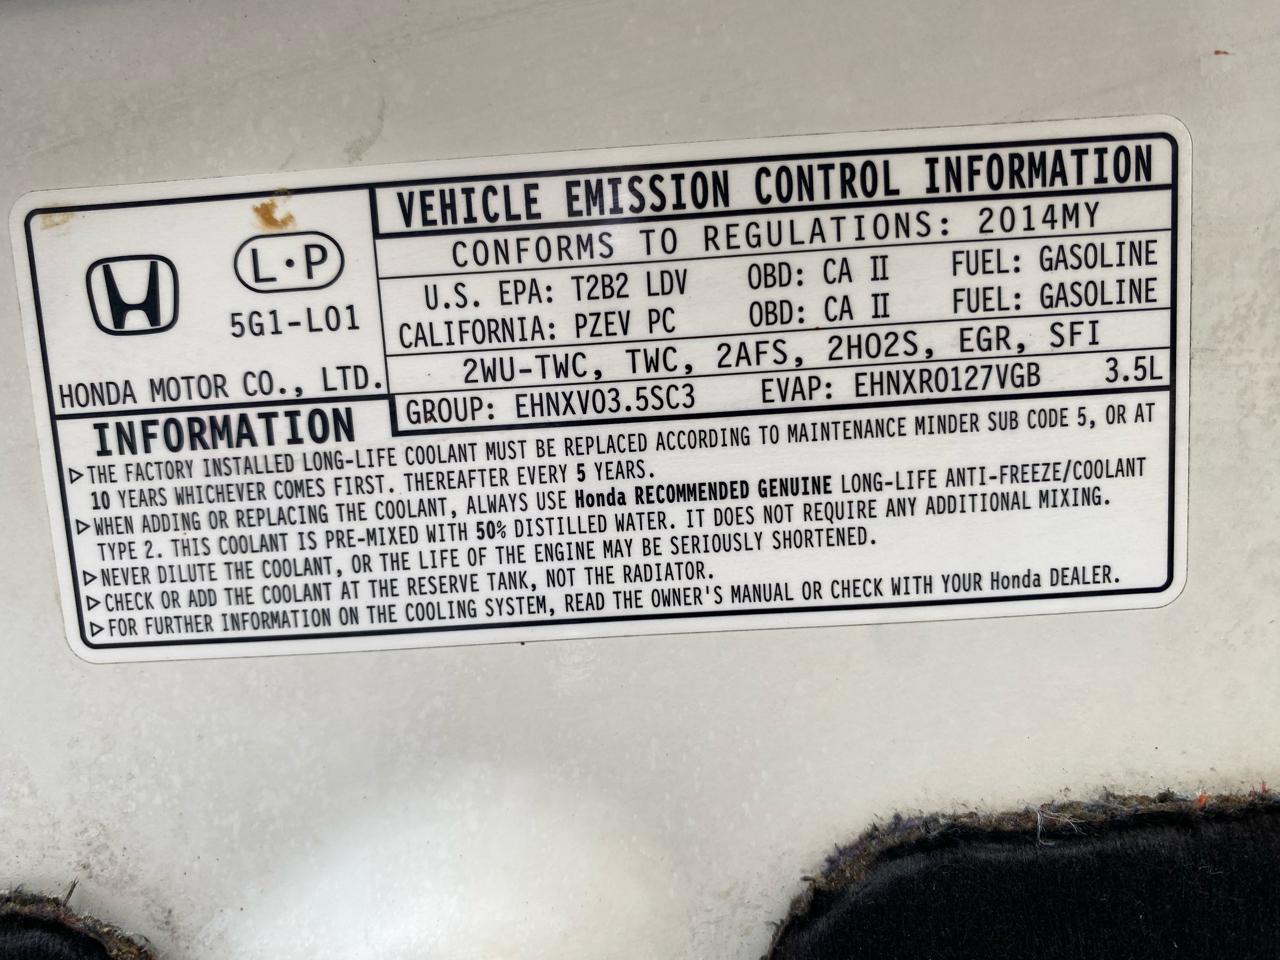 VEHICLE EMISSION CONTROL INFORMATION
L·P
5G1-L01
HONDA MOTOR CO., LTD.
CONFORMS TO REGULATIONS: 2014MY
U.S. EPA: T2B2 LDV OBD: CA II FUEL: GASOLINE
CALIFORNIA: PZEV PC OBD: CA II FUEL: GASOLINE
2WU-TWC, TWC, 2AFS, 2HO2S, EGR, SFI
GROUP: EHNXV03.5SC3 EVAP: EHNXR0127VGB 3.5L
INFORMATION
▷THE FACTORY INSTALLED LONG-LIFE COOLANT MUST BE REPLACED ACCORDING TO MAINTENANCE MINDER SUB CODE 5, OR AT
10 YEARS WHICHEVER COMES FIRST. THEREAFTER EVERY 5 YEARS.
▷WHEN ADDING OR REPLACING THE COOLANT, ALWAYS USE Honda RECOMMENDED GENUINE LONG-LIFE ANTI-FREEZE/COOLANT
TYPE 2. THIS COOLANT IS PRE-MIXED WITH 50% DISTILLED WATER. IT DOES NOT REQUIRE ANY ADDITIONAL MIXING.
▷NEVER DILUTE THE COOLANT, OR THE LIFE OF THE ENGINE MAY BE SERIOUSLY SHORTENED.
▷CHECK OR ADD THE COOLANT AT THE RESERVE TANK, NOT THE RADIATOR.
▷FOR FURTHER INFORMATION ON THE COOLING SYSTEM, READ THE OWNER'S MANUAL OR CHECK WITH YOUR Honda DEALER.